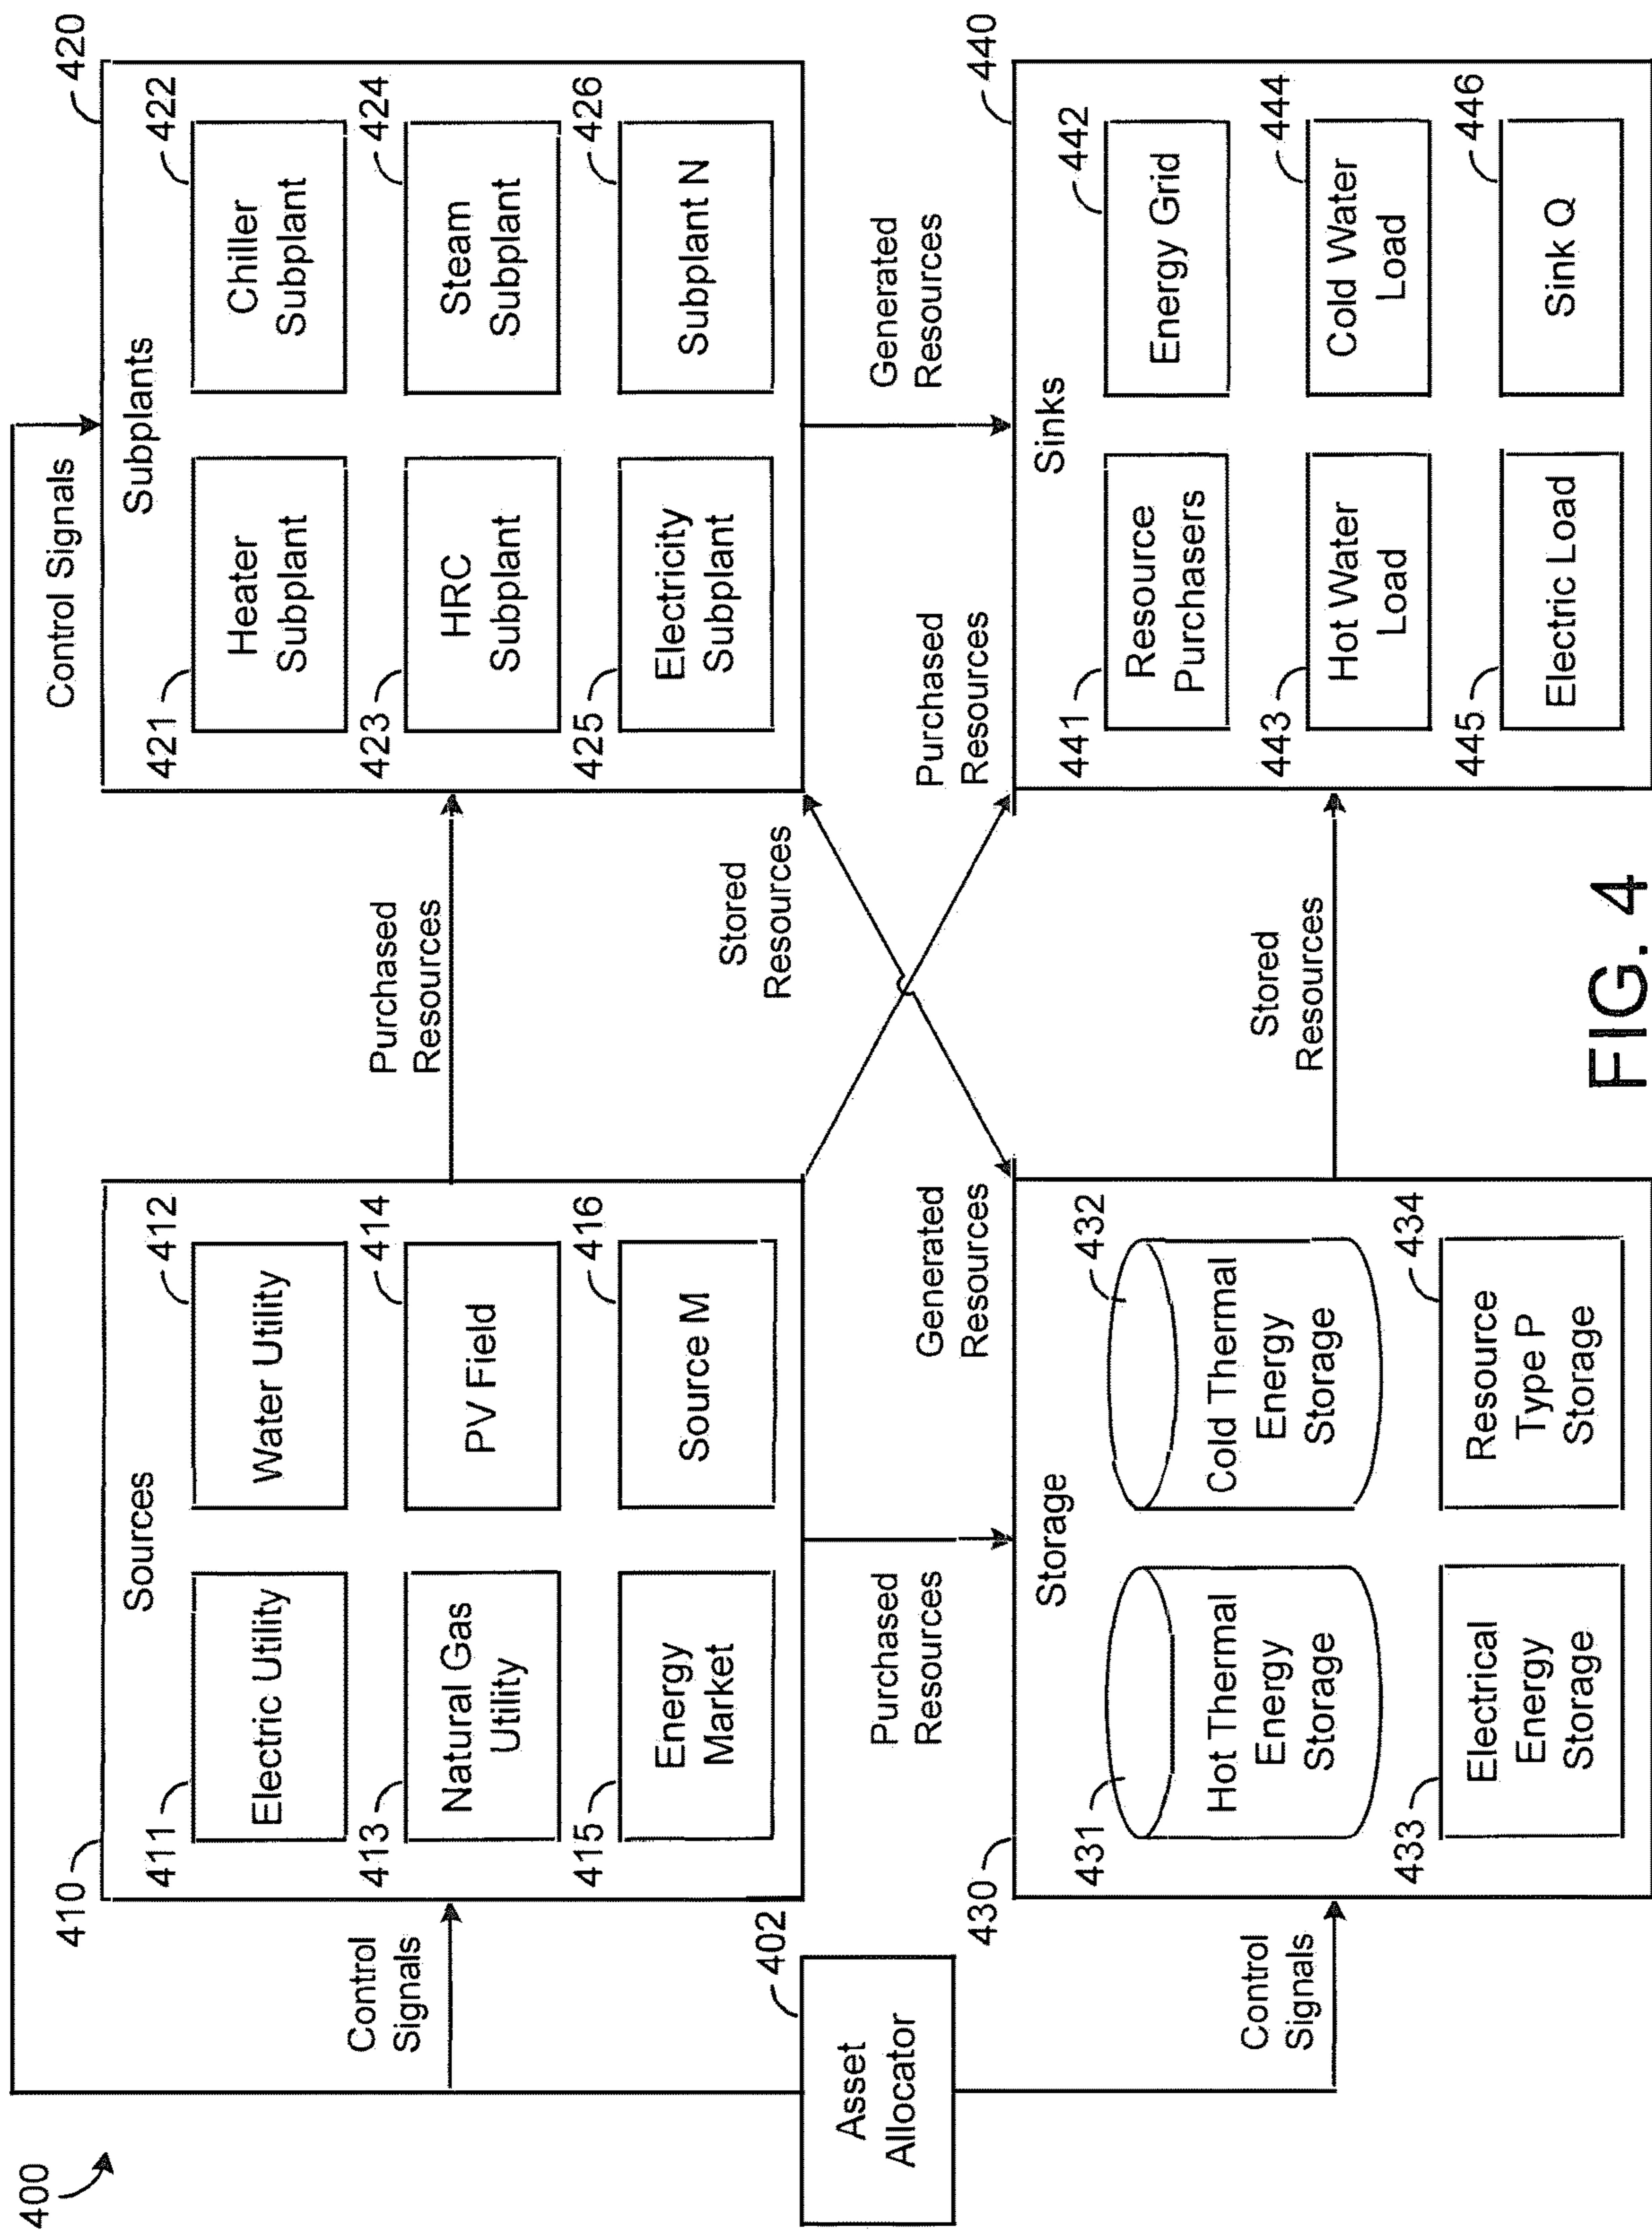 400
Control Signals
410
Sources
411
Electric Utility
412
Water Utility
413
Natural Gas
Utility
414
PV Field
415
Energy
Market
416
Source M
Control
Signals
Purchased
Resources
420
Subplants
421
Heater
Subplant
422
Chiller
Subplant
423
HRC
Subplant
424
Steam
Subplant
425
Electricity
Subplant
426
Subplant N
402
Asset
Allocator
Stored
Resources
Purchased
Resources
Generated
Resources
Purchased
Resources
Generated
Resources
430
Storage
431
Hot Thermal
Energy
Storage
432
Cold Thermal
Energy
Storage
433
Electrical
Energy
Storage
434
Resource
Type P
Storage
Control
Signals
Stored
Resources
440
Sinks
441
Resource
Purchasers
442
Energy Grid
443
Hot Water
Load
444
Cold Water
Load
445
Electric Load
446
Sink Q
FIG. 4